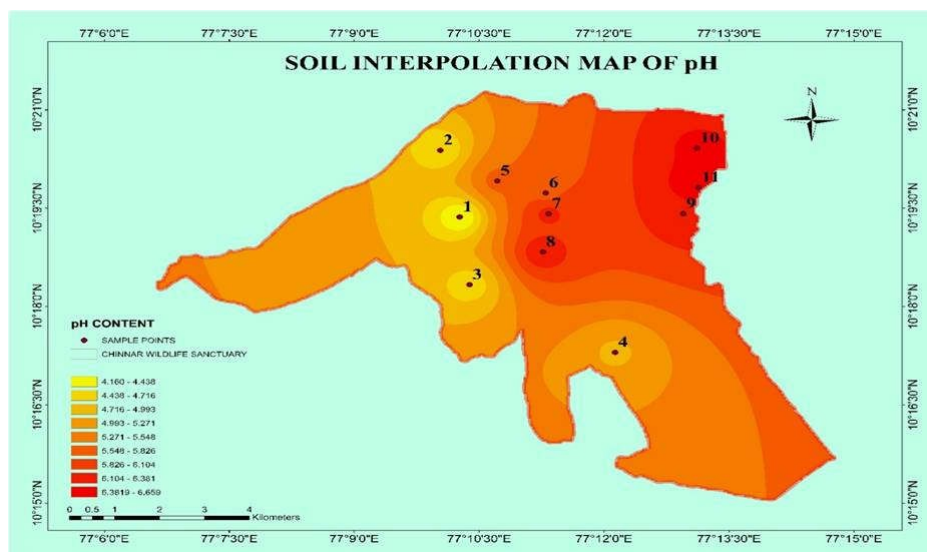 77°6'0"E 77°7'30"E 77°9'0"E 77°10'30"E 77°12'0"E 77°13'30"E 77°15'0"E
SOIL INTERPOLATION MAP OF pH
N
10°21'0"N 10°21'0"N
2
10
5
6
11
10°19'30"N 10°19'30"N
1
7
9
8
3
10°18'0"N 10°18'0"N
pH CONTENT
SAMPLE POINTS
4
CHINNAR WILDLIFE SANCTUARY
4.160 - 4.438
4.438 - 4.716
4.716 - 4.993
10°16'30"N 10°16'30"N
4.993 - 5.271
5.271 - 5.548
5.548 - 5.826
5.826 - 6.104
6.104 - 6.381
6.3819 - 6.659
10°15'0"N 10°15'0"N
0 0.5 1 2 3 4
Kilometers
77°6'0"E 77°7'30"E 77°9'0"E 77°10'30"E 77°12'0"E 77°13'30"E 77°15'0"E